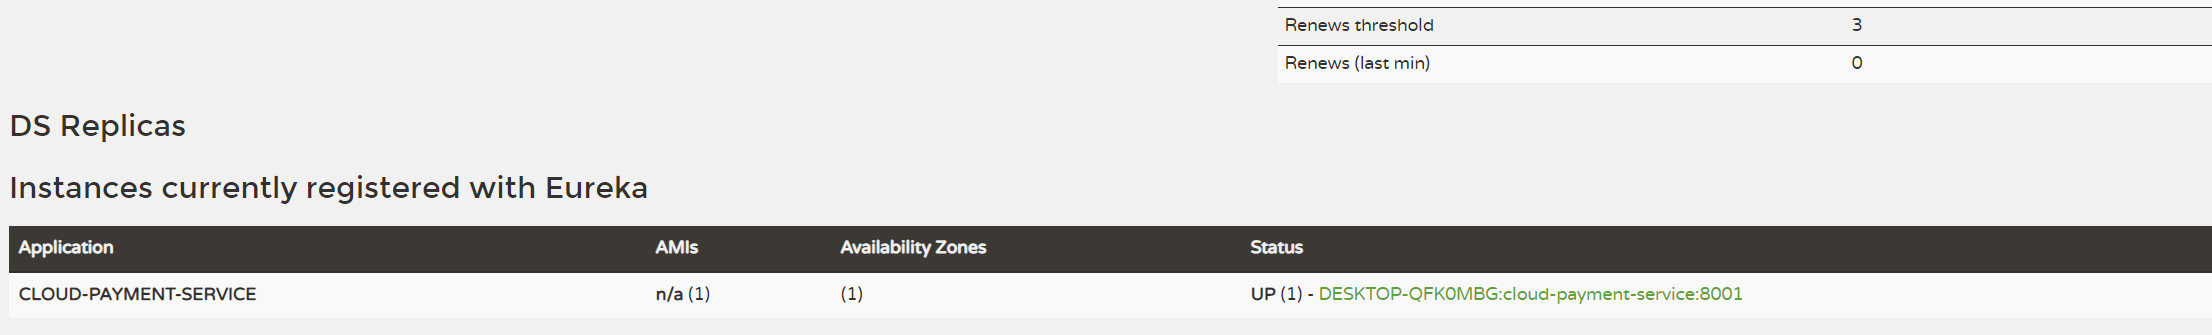 Renews threshold 3
Renews (last min) 0
DS Replicas
Instances currently registered with Eureka
Application AMIs Availability Zones Status
CLOUD-PAYMENT-SERVICE n/a (1) (1) UP (1) - DESKTOP-QFK0MBG:cloud-payment-service:8001